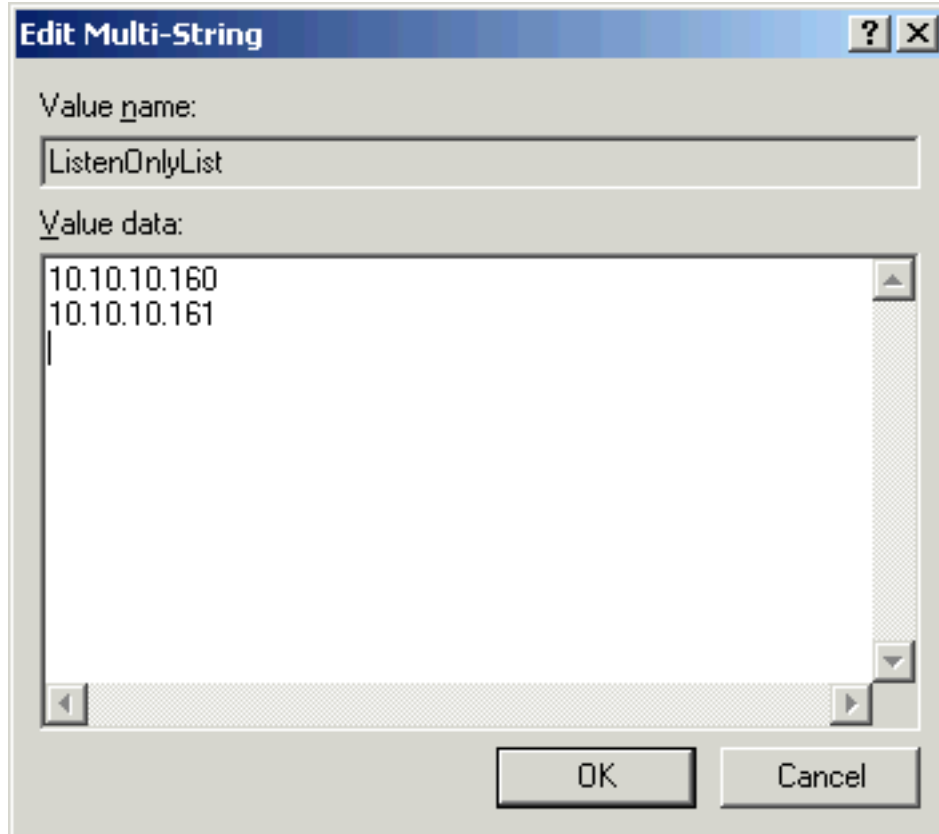 Edit Multi-String
Value name:
ListenOnlyList
Value data:
10.10.10.160
10.10.10.161
OK
Cancel